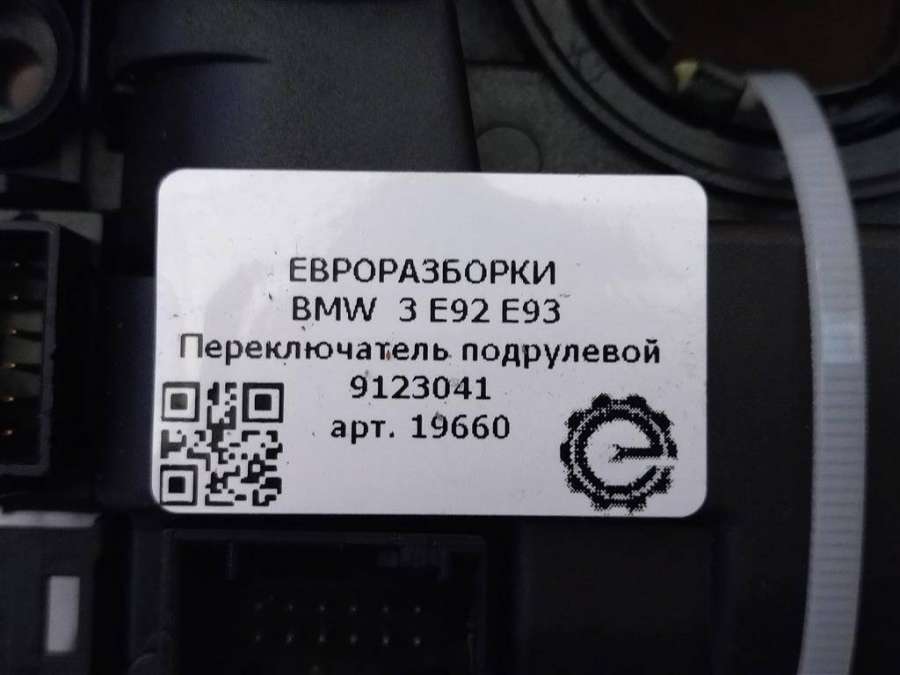 ЕВРОРАЗБОРКИ
BMW 3 E92 E93
Переключатель подрулевой
9123041
арт. 19660